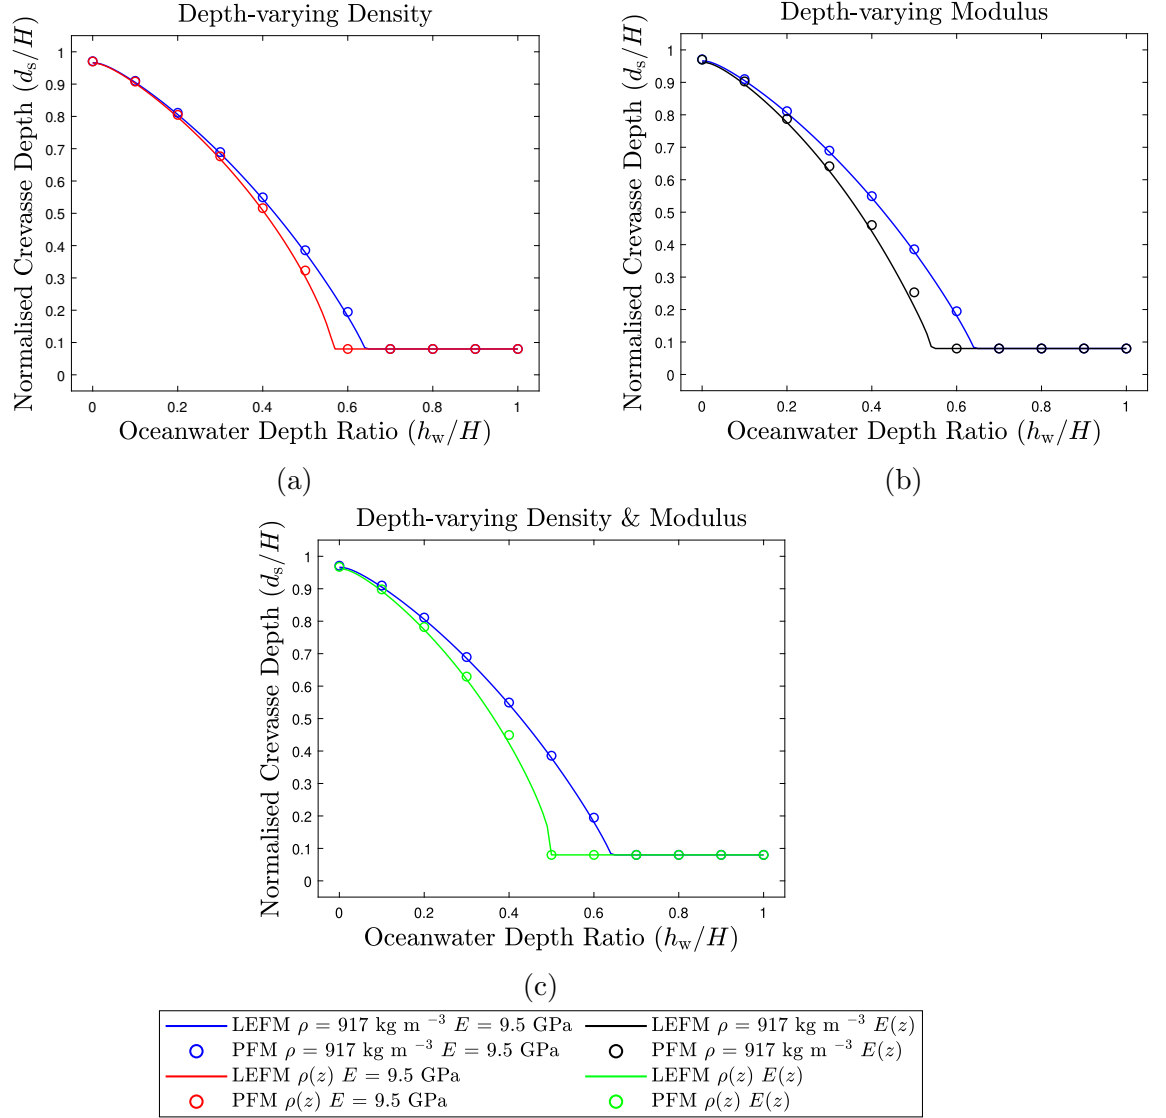 Depth-varying Density
Normalised Crevasse Depth (d_s/H)
1
0.9
0.8
0.7
0.6
0.5
0.4
0.3
0.2
0.1
0
0 0.2 0.4 0.6 0.8 1
Oceanwater Depth Ratio (h_w/H)
(a)
Depth-varying Modulus
Normalised Crevasse Depth (d_s/H)
1
0.9
0.8
0.7
0.6
0.5
0.4
0.3
0.2
0.1
0
0 0.2 0.4 0.6 0.8 1
Oceanwater Depth Ratio (h_w/H)
(b)
Depth-varying Density & Modulus
Normalised Crevasse Depth (d_s/H)
1
0.9
0.8
0.7
0.6
0.5
0.4
0.3
0.2
0.1
0
0 0.2 0.4 0.6 0.8 1
Oceanwater Depth Ratio (h_w/H)
(c)
LEFM ρ = 917 kg m ⁻³ E = 9.5 GPa
PFM ρ = 917 kg m ⁻³ E = 9.5 GPa
LEFM ρ(z) E = 9.5 GPa
PFM ρ(z) E = 9.5 GPa
LEFM ρ = 917 kg m ⁻³ E(z)
PFM ρ = 917 kg m ⁻³ E(z)
LEFM ρ(z) E(z)
PFM ρ(z) E(z)